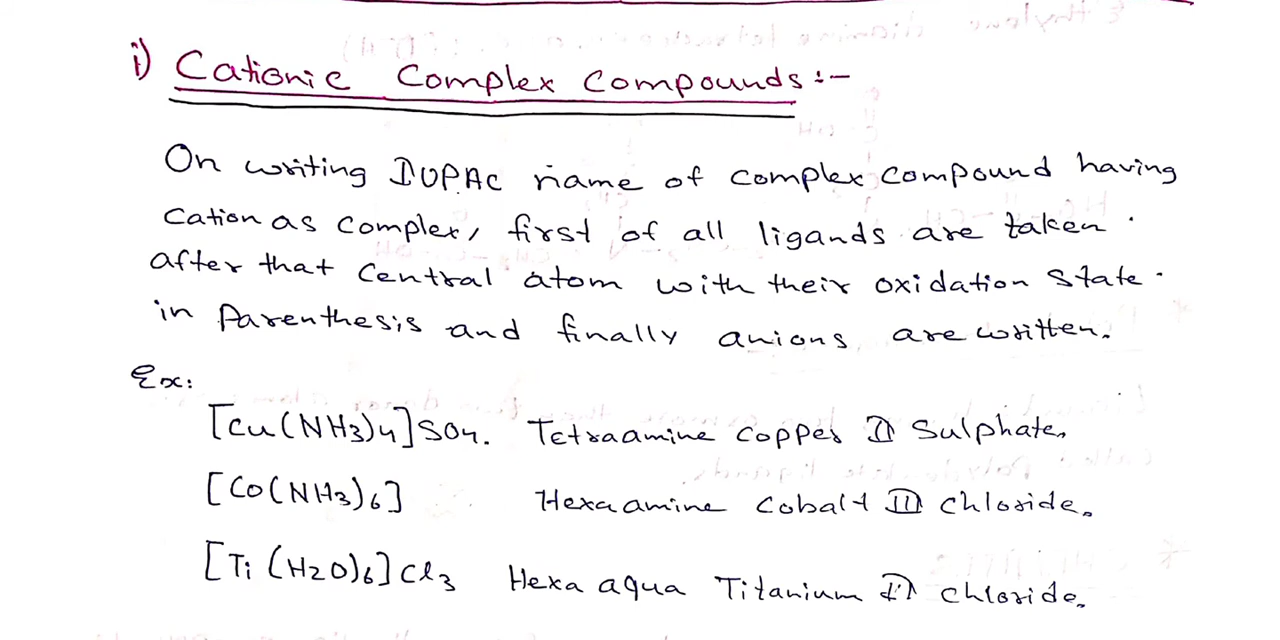 i) Cationic Complex Compounds :-
On writing IUPAC name of complex compound having
Cation as complex, first of all ligands are taken
after that central atom with their oxidation state
in parenthesis and finally anions are written.
Ex:
[Cu(NH3)4]SO4. Tetraamine copper II Sulphate.
[Co(NH3)6] Hexaamine Cobalt III chloride.
[Ti(H2O)6]Cl3 Hexa aqua Titanium II chloride.